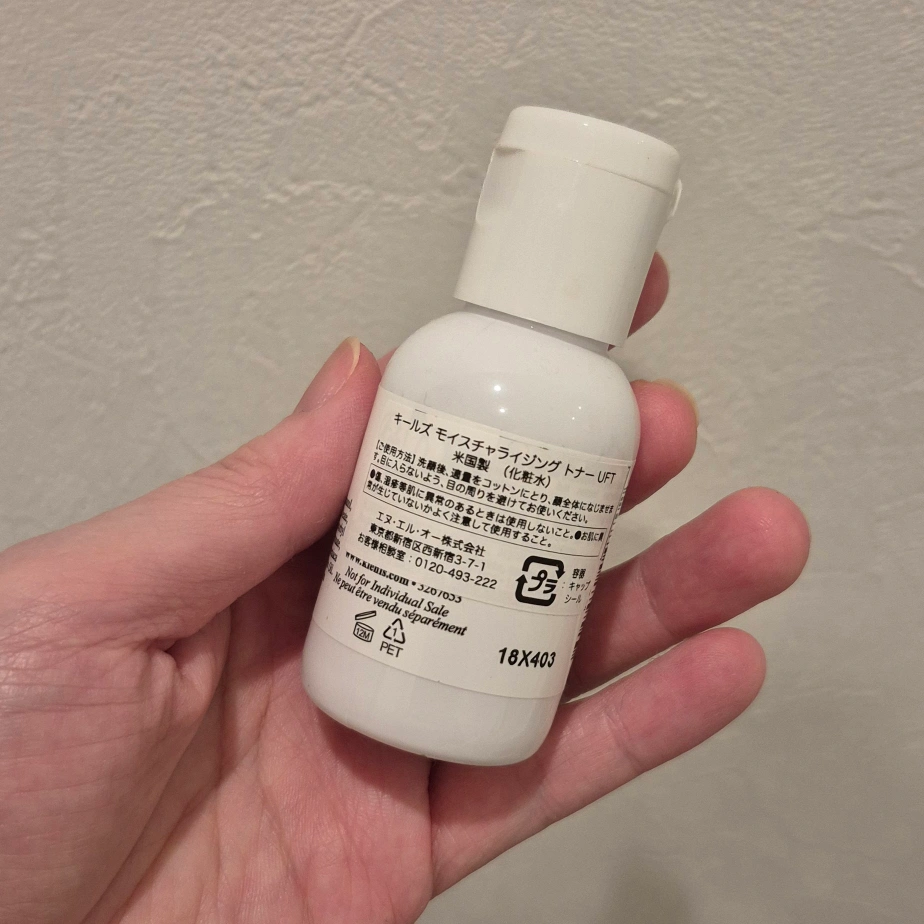 キールズ モイスチャライジング トナー UFT
米国製 (化粧水)
【ご使用方法】洗顔後、適量をコットンにとり、顔全体になじませま
す。目に入らないよう、目の周りを避けてお使いください。
●傷、湿疹等肌に異常のあるときは使用しないこと。●お肌に異
常が生じていないかよく注意して使用すること。
エヌ・エル・オー株式会社
東京都新宿区西新宿3-7-1
お客様相談室:0120-493-222
www.kiehls.com • 3267653
Not for Individual Sale
Ne peut être vendu séparément
プラ
容器
:キャップ
シール
12M
1
PET
18X403